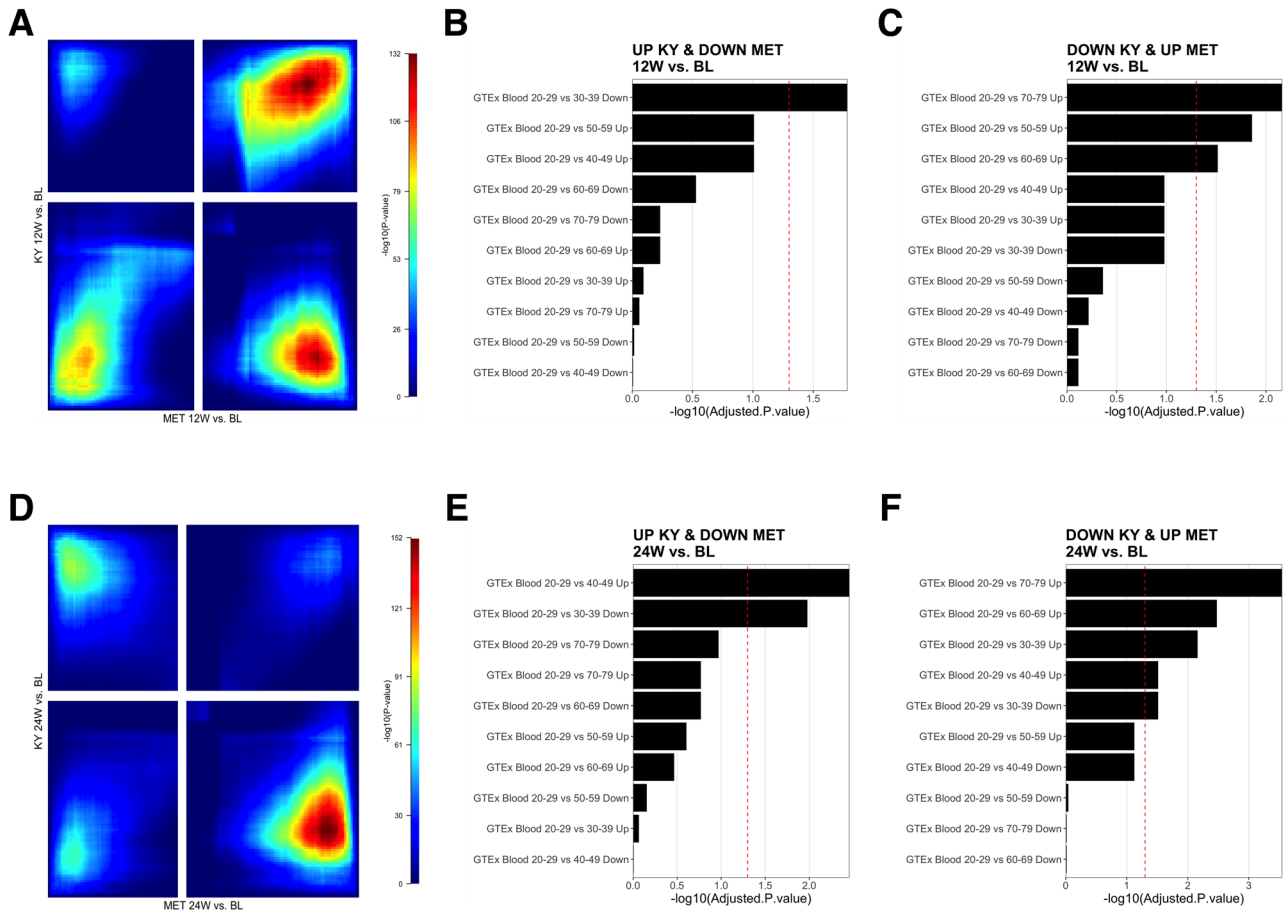 A
KY 12W vs. BL
MET 12W vs. BL
132
106
79
53
26
0
-log10(P-value)
B
UP KY & DOWN MET
12W vs. BL
GTEx Blood 20-29 vs 30-39 Down
GTEx Blood 20-29 vs 50-59 Up
GTEx Blood 20-29 vs 40-49 Up
GTEx Blood 20-29 vs 60-69 Down
GTEx Blood 20-29 vs 70-79 Down
GTEx Blood 20-29 vs 60-69 Up
GTEx Blood 20-29 vs 30-39 Up
GTEx Blood 20-29 vs 70-79 Up
GTEx Blood 20-29 vs 50-59 Down
GTEx Blood 20-29 vs 40-49 Down
0.0 0.5 1.0 1.5
-log10(Adjusted.P.value)
C
DOWN KY & UP MET
12W vs. BL
GTEx Blood 20-29 vs 70-79 Up
GTEx Blood 20-29 vs 50-59 Up
GTEx Blood 20-29 vs 60-69 Up
GTEx Blood 20-29 vs 40-49 Up
GTEx Blood 20-29 vs 30-39 Up
GTEx Blood 20-29 vs 30-39 Down
GTEx Blood 20-29 vs 50-59 Down
GTEx Blood 20-29 vs 40-49 Down
GTEx Blood 20-29 vs 70-79 Down
GTEx Blood 20-29 vs 60-69 Down
0.0 0.5 1.0 1.5 2.0
-log10(Adjusted.P.value)
D
KY 24W vs. BL
MET 24W vs. BL
152
121
91
61
30
0
-log10(P-value)
E
UP KY & DOWN MET
24W vs. BL
GTEx Blood 20-29 vs 40-49 Up
GTEx Blood 20-29 vs 30-39 Down
GTEx Blood 20-29 vs 70-79 Down
GTEx Blood 20-29 vs 70-79 Up
GTEx Blood 20-29 vs 60-69 Down
GTEx Blood 20-29 vs 50-59 Up
GTEx Blood 20-29 vs 60-69 Up
GTEx Blood 20-29 vs 50-59 Down
GTEx Blood 20-29 vs 30-39 Up
GTEx Blood 20-29 vs 40-49 Down
0.0 0.5 1.0 1.5 2.0
-log10(Adjusted.P.value)
F
DOWN KY & UP MET
24W vs. BL
GTEx Blood 20-29 vs 70-79 Up
GTEx Blood 20-29 vs 60-69 Up
GTEx Blood 20-29 vs 30-39 Up
GTEx Blood 20-29 vs 40-49 Up
GTEx Blood 20-29 vs 30-39 Down
GTEx Blood 20-29 vs 50-59 Up
GTEx Blood 20-29 vs 40-49 Down
GTEx Blood 20-29 vs 50-59 Down
GTEx Blood 20-29 vs 70-79 Down
GTEx Blood 20-29 vs 60-69 Down
0 1 2 3
-log10(Adjusted.P.value)